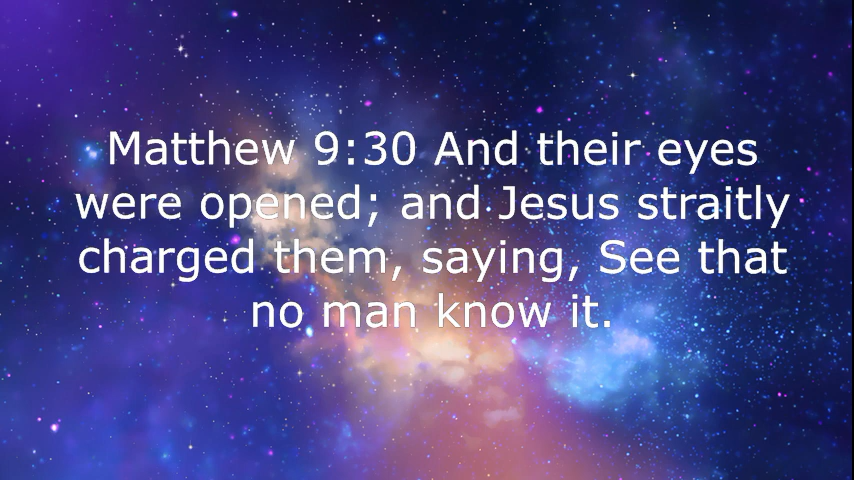 Matthew 9:30 And their eyes
were opened; and Jesus straitly
charged them, saying, See that
no man know it.